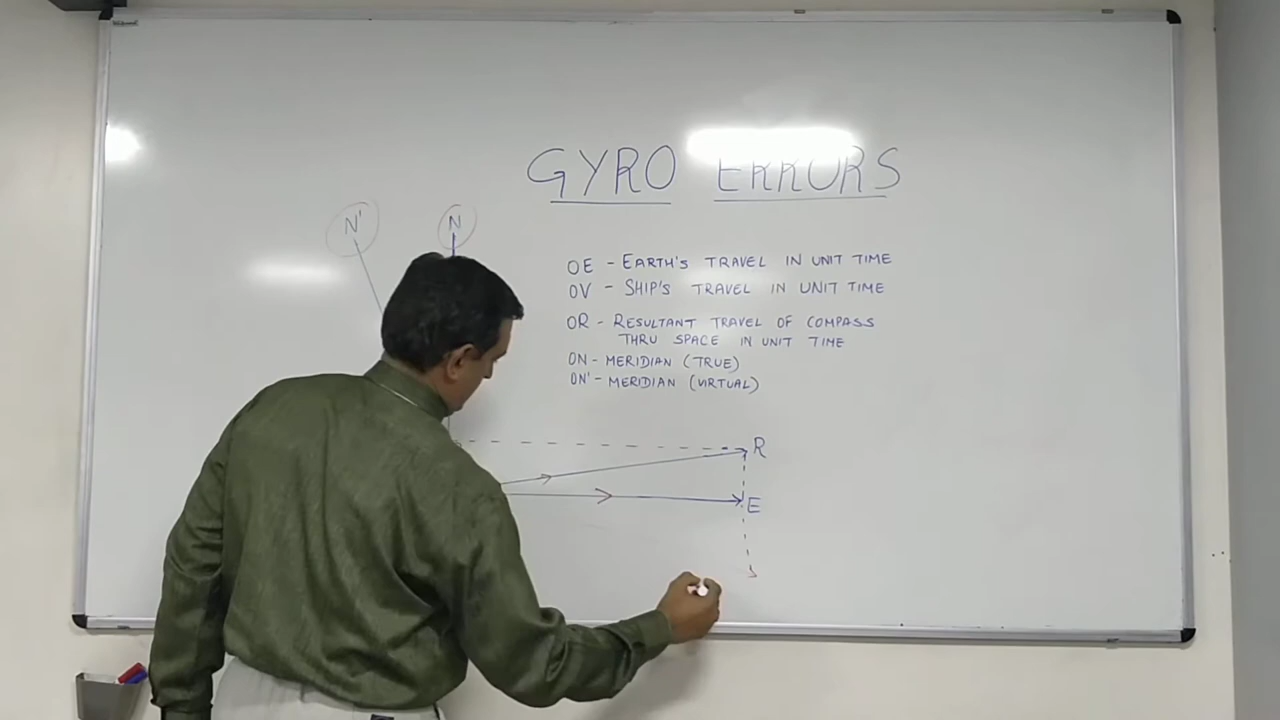 GYRO ERRORS
N' N
OE - EARTH'S TRAVEL IN UNIT TIME
OV - SHIP'S TRAVEL IN UNIT TIME
OR - RESULTANT TRAVEL OF COMPASS
THRU SPACE IN UNIT TIME
ON - MERIDIAN (TRUE)
ON' - MERIDIAN (VIRTUAL)
R
E